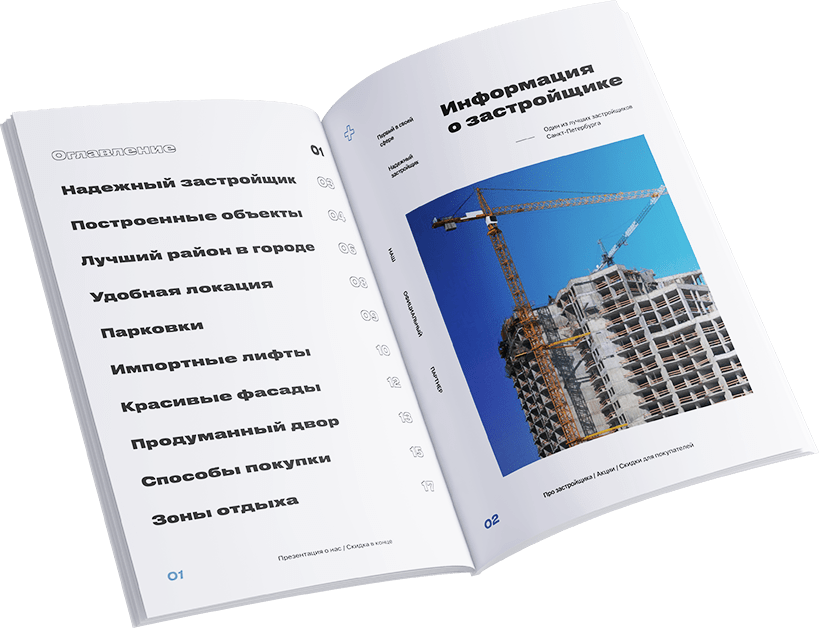 Оглавление 01
Надежный застройщик 03
Построенные объекты 04
Лучший район в городе 06
Удобная локация 08
Парковки 09
Импортные лифты 10
Красивые фасады 12
Продуманный двор 13
Способы покупки 15
Зоны отдыха 17
Презентация о нас / Скидка в конце
01
Информация
о застройщике
Первый в своей
сфере
Один из лучших застройщиков
Санкт-Петербурга
Надежный
застройщик
НАШ
ОФИЦИАЛЬНЫЙ
ПАРТНЕР
Про застройщика / Акции / Скидки для покупателей
02